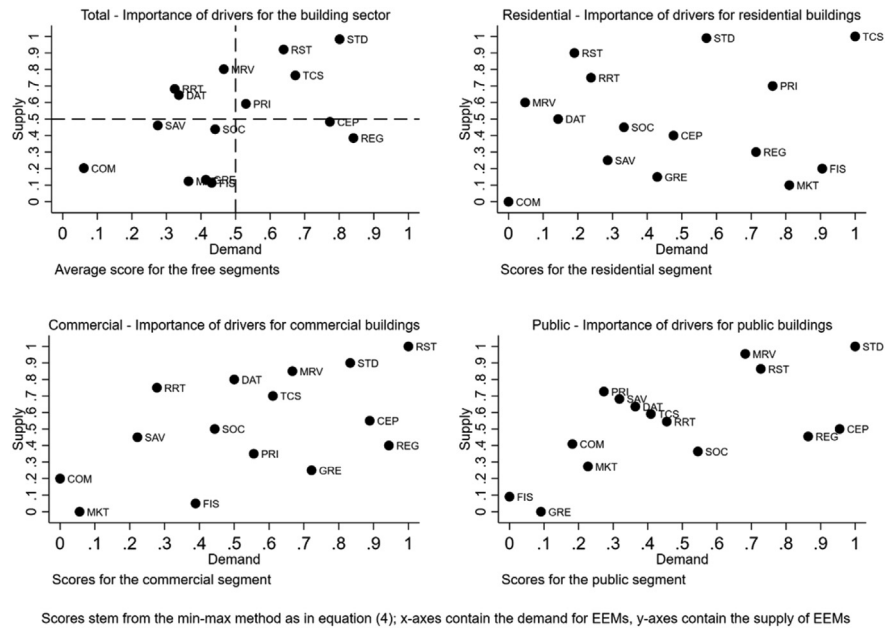 Total - Importance of drivers for the building sector
Supply
0 .1 .2 .3 .4 .5 .6 .7 .8 .9 1
STD
RST
MRV
TCS
RRT
DAT
PRI
CEP
SAV
SOC
REG
COM
GRE
FIS
0 .1 .2 .3 .4 .5 .6 .7 .8 .9 1
Demand
Average score for the free segments
Residential - Importance of drivers for residential buildings
Supply
0 .1 .2 .3 .4 .5 .6 .7 .8 .9 1
TCS
STD
RST
RRT
PRI
MRV
DAT
SOC
CEP
REG
SAV
FIS
GRE
MKT
COM
0 .1 .2 .3 .4 .5 .6 .7 .8 .9 1
Demand
Scores for the residential segment
Commercial - Importance of drivers for commercial buildings
Supply
0 .1 .2 .3 .4 .5 .6 .7 .8 .9 1
RST
STD
MRV
DAT
RRT
TCS
CEP
SOC
SAV
REG
PRI
GRE
COM
FIS
MKT
0 .1 .2 .3 .4 .5 .6 .7 .8 .9 1
Demand
Scores for the commercial segment
Public - Importance of drivers for public buildings
Supply
0 .1 .2 .3 .4 .5 .6 .7 .8 .9 1
STD
MRV
RST
PRI
SAV
DAT
TCS
RRT
CEP
REG
COM
SOC
MKT
FIS
GRE
0 .1 .2 .3 .4 .5 .6 .7 .8 .9 1
Demand
Scores for the public segment
Scores stem from the min-max method as in equation (4); x-axes contain the demand for EEMs, y-axes contain the supply of EEMs